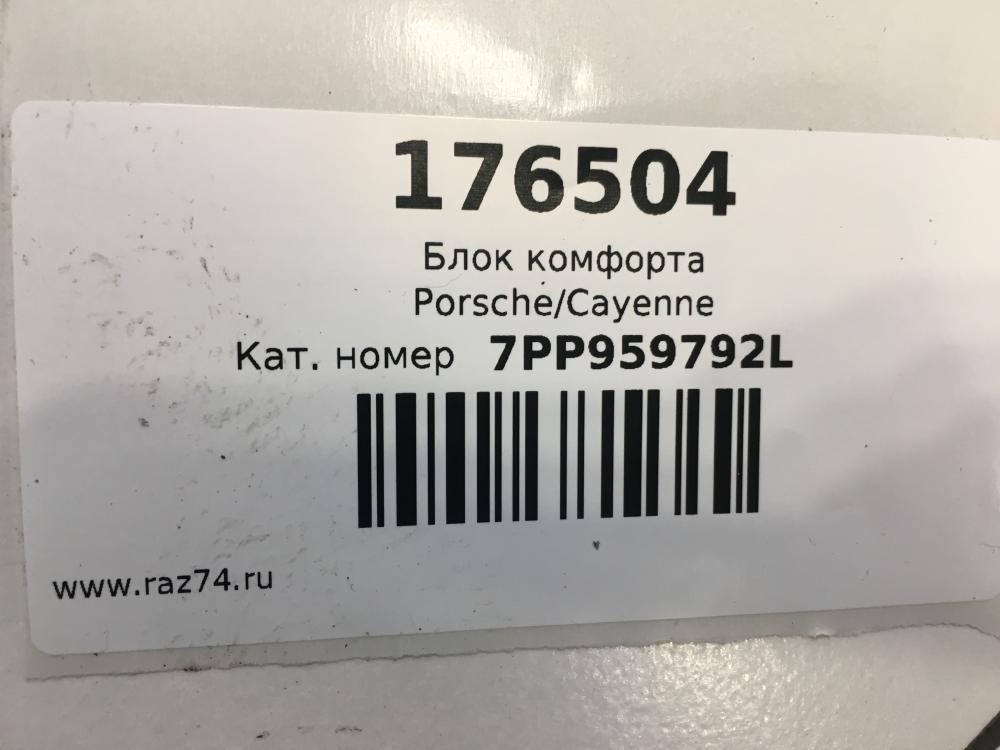 176504
Блок комфорта
Porsche/Cayenne
Кат. номер 7PP959792L
www.raz74.ru